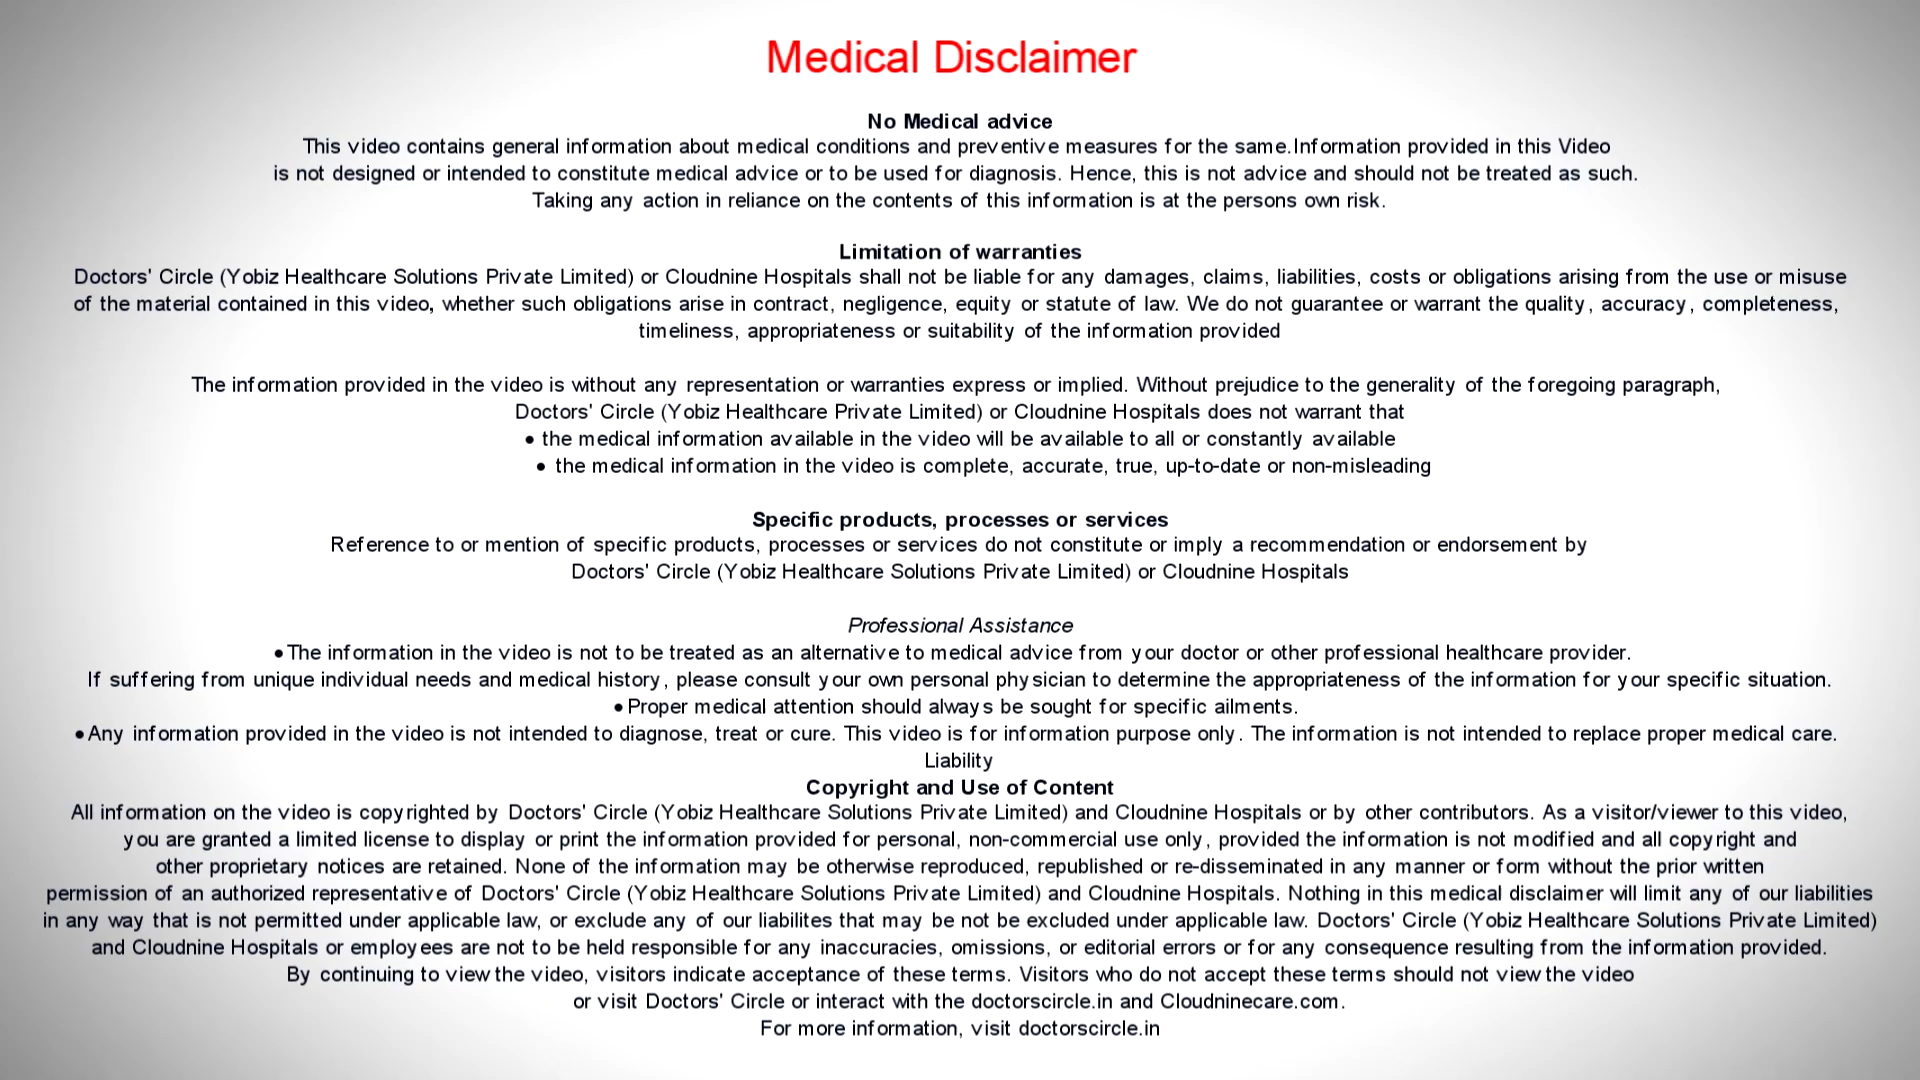 Medical Disclaimer
No Medical advice
This video contains general information about medical conditions and preventive measures for the same.Information provided in this Video
is not designed or intended to constitute medical advice or to be used for diagnosis. Hence, this is not advice and should not be treated as such.
Taking any action in reliance on the contents of this information is at the persons own risk.
Limitation of warranties
Doctors' Circle (Yobiz Healthcare Solutions Private Limited) or Cloudnine Hospitals shall not be liable for any damages, claims, liabilities, costs or obligations arising from the use or misuse
of the material contained in this video, whether such obligations arise in contract, negligence, equity or statute of law. We do not guarantee or warrant the quality, accuracy, completeness,
timeliness, appropriateness or suitability of the information provided
The information provided in the video is without any representation or warranties express or implied. Without prejudice to the generality of the foregoing paragraph,
Doctors' Circle (Yobiz Healthcare Private Limited) or Cloudnine Hospitals does not warrant that
• the medical information available in the video will be available to all or constantly available
• the medical information in the video is complete, accurate, true, up-to-date or non-misleading
Specific products, processes or services
Reference to or mention of specific products, processes or services do not constitute or imply a recommendation or endorsement by
Doctors' Circle (Yobiz Healthcare Solutions Private Limited) or Cloudnine Hospitals
Professional Assistance
•The information in the video is not to be treated as an alternative to medical advice from your doctor or other professional healthcare provider.
If suffering from unique individual needs and medical history, please consult your own personal physician to determine the appropriateness of the information for your specific situation.
•Proper medical attention should always be sought for specific ailments.
•Any information provided in the video is not intended to diagnose, treat or cure. This video is for information purpose only. The information is not intended to replace proper medical care.
Liability
Copyright and Use of Content
All information on the video is copyrighted by Doctors' Circle (Yobiz Healthcare Solutions Private Limited) and Cloudnine Hospitals or by other contributors. As a visitor/viewer to this video,
you are granted a limited license to display or print the information provided for personal, non-commercial use only, provided the information is not modified and all copyright and
other proprietary notices are retained. None of the information may be otherwise reproduced, republished or re-disseminated in any manner or form without the prior written
permission of an authorized representative of Doctors' Circle (Yobiz Healthcare Solutions Private Limited) and Cloudnine Hospitals. Nothing in this medical disclaimer will limit any of our liabilities
in any way that is not permitted under applicable law, or exclude any of our liabilites that may be not be excluded under applicable law. Doctors' Circle (Yobiz Healthcare Solutions Private Limited)
and Cloudnine Hospitals or employees are not to be held responsible for any inaccuracies, omissions, or editorial errors or for any consequence resulting from the information provided.
By continuing to view the video, visitors indicate acceptance of these terms. Visitors who do not accept these terms should not view the video
or visit Doctors' Circle or interact with the doctorscircle.in and Cloudninecare.com.
For more information, visit doctorscircle.in